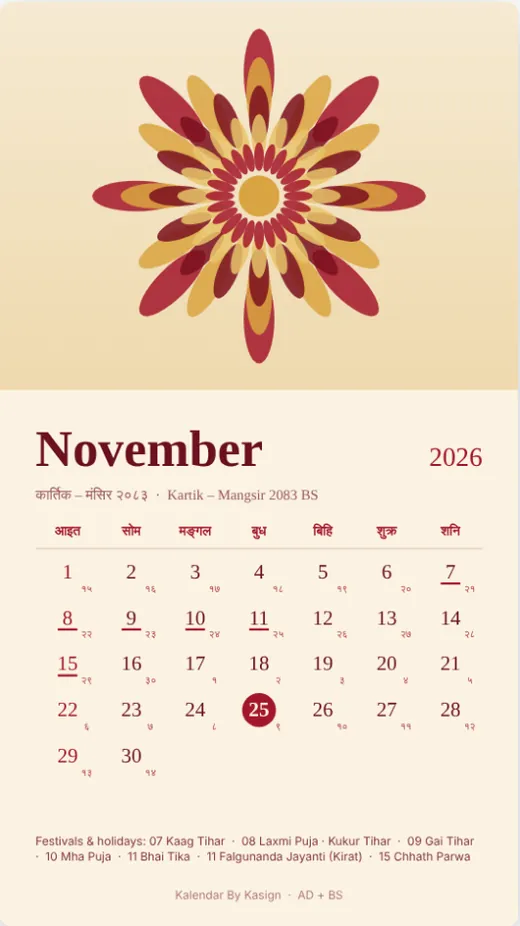 November 2026
कार्तिक – मंसिर २०८३ · Kartik – Mangsir 2083 BS
आइत सोम मङ्गल बुध बिहि शुक्र शनि
1 १५ 2 १६ 3 १७ 4 १८ 5 १९ 6 २० 7 २१
8 २२ 9 २३ 10 २४ 11 २५ 12 २६ 13 २७ 14 २८
15 २९ 16 ३० 17 १ 18 २ 19 ३ 20 ४ 21 ५
22 ६ 23 ७ 24 ८ 25 ९ 26 १० 27 ११ 28 १२
29 १३ 30 १४
Festivals & holidays: 07 Kaag Tihar · 08 Laxmi Puja · Kukur Tihar · 09 Gai Tihar
· 10 Mha Puja · 11 Bhai Tika · 11 Falgunanda Jayanti (Kirat) · 15 Chhath Parwa
Kalendar By Kasign · AD + BS